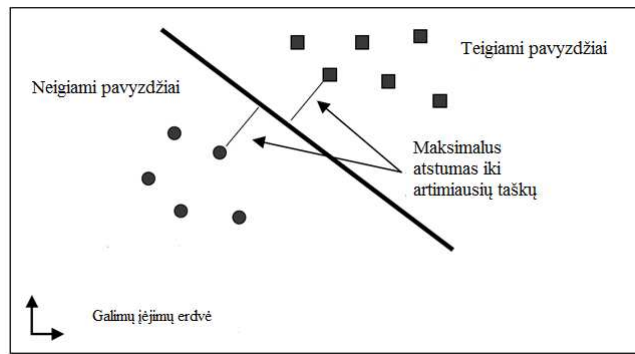 Teigiami pavyzdžiai
Neigiami pavyzdžiai
Maksimalus
atstumas iki
artimiausių taškų
Galimų įėjimų erdvė